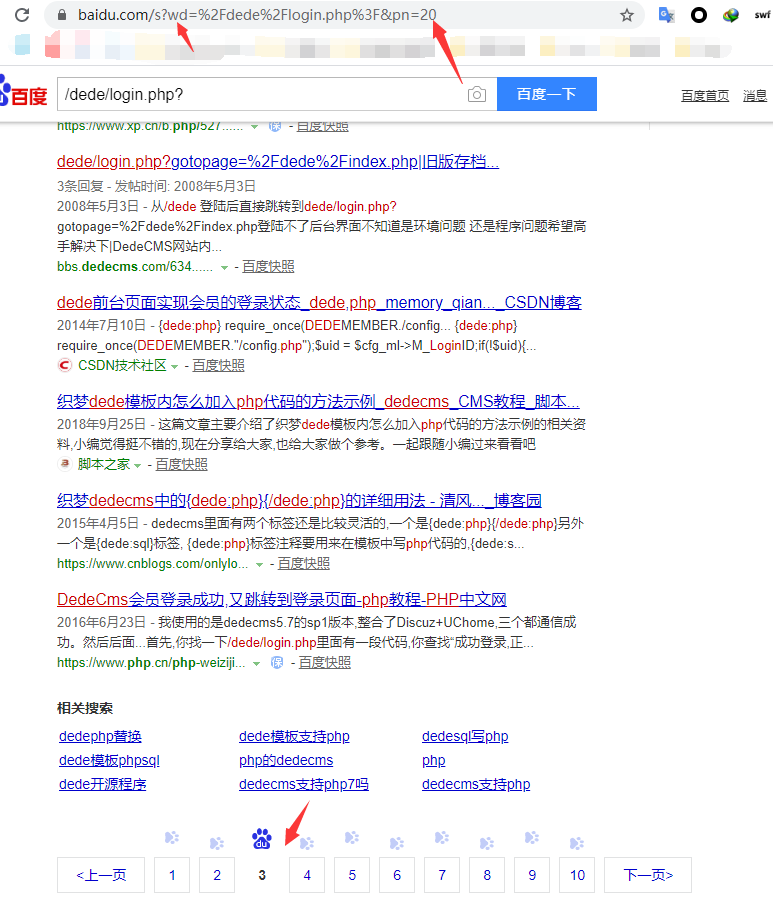 baidu.com/s?wd=%2Fdede%2Flogin.php%3F&pn=20
swf
百度
/dede/login.php?
百度一下
百度首页 消息
https://www.xp.cn/b.php/527...... - 百度快照
dede/login.php?gotopage=%2Fdede%2Findex.php|旧版存档...
3条回复 - 发帖时间: 2008年5月3日
2008年5月3日 - 从/dede 登陆后直接跳转到dede/login.php?
gotopage=%2Fdede%2Findex.php登陆不了后台界面不知道是环境问题 还是程序问题希望高
手解决下|DedeCMS网站内...
bbs.dedecms.com/634...... - 百度快照
dede前台页面实现会员的登录状态_dede,php_memory_qian..._CSDN博客
2014年7月10日 - {dede:php} require_once(DEDEMEMBER./config... {dede:php}
require_once(DEDEMEMBER."/config.php");$uid = $cfg_ml->M_LoginID;if(!$uid){...
CSDN技术社区 - 百度快照
织梦dede模板内怎么加入php代码的方法示例_dedecms_CMS教程_脚本...
2018年9月25日 - 这篇文章主要介绍了织梦dede模板内怎么加入php代码的方法示例的相关资
料,小编觉得挺不错的,现在分享给大家,也给大家做个参考。一起跟随小编过来看看吧
脚本之家 - 百度快照
织梦dedecms中的{dede:php}{/dede:php}的详细用法 - 清风..._博客园
2015年4月5日 - dedecms里面有两个标签还是比较灵活的,一个是{dede:php}{/dede:php}另外
一个是{dede:sql}标签, {dede:php}标签注释要用来在模板中写php代码的,{dede:s...
https://www.cnblogs.com/onlylo... - 百度快照
DedeCms会员登录成功,又跳转到登录页面-php教程-PHP中文网
2016年6月23日 - 我使用的是dedecms5.7的sp1版本,整合了Discuz+UChome,三个都通信成
功。然后后面...首先,你找一下/dede/login.php里面有一段代码,你查找“成功登录,正...
https://www.php.cn/php-weiziji... - 百度快照
相关搜索
dedephp替换 dede模板支持php dedesql写php
dede模板phpsql php的dedecms php
dede开源程序 dedecms支持php7吗 dedecms支持php
du
<上一页 1 2 3 4 5 6 7 8 9 10 下一页>